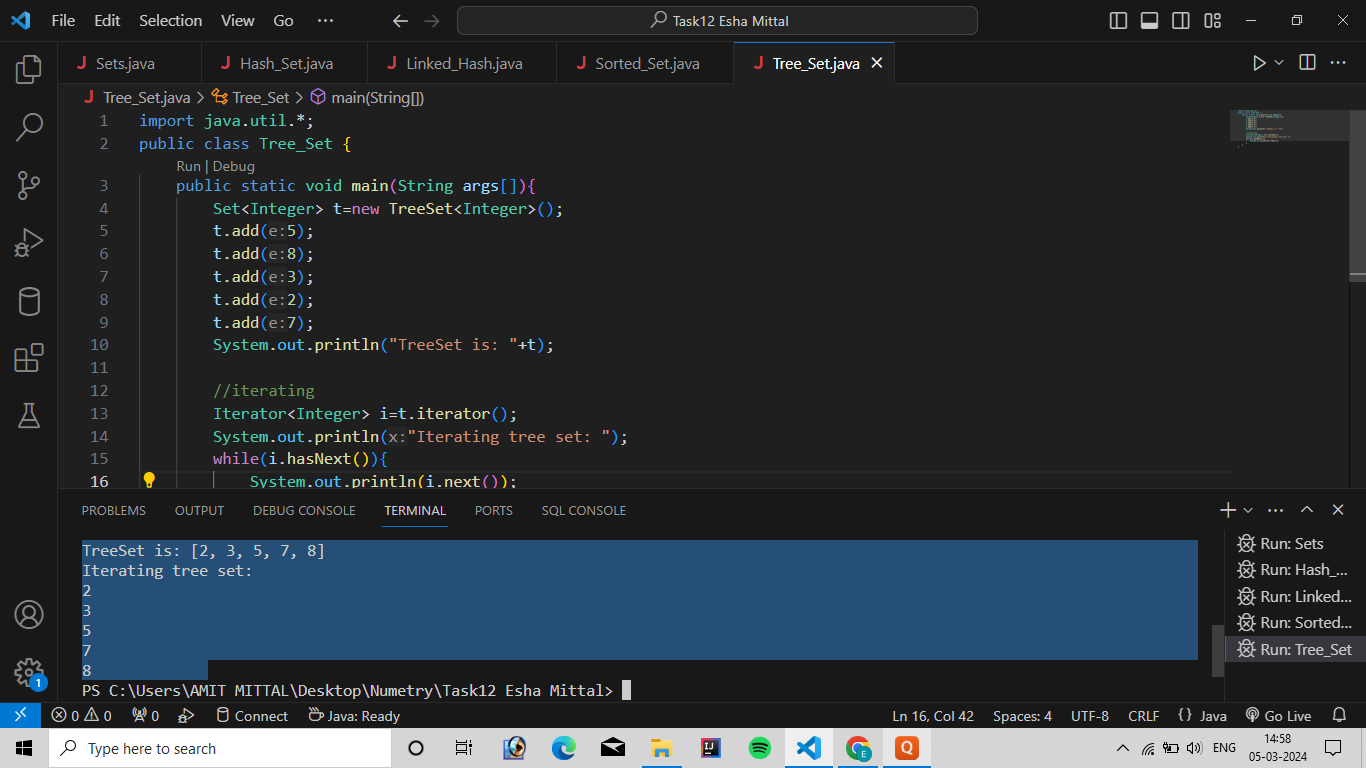 File Edit Selection View Go ··· Task12 Esha Mittal
J Sets.java J Hash_Set.java J Linked_Hash.java J Sorted_Set.java J Tree_Set.java
J Tree_Set.java > Tree_Set > main(String[])
1 import java.util.*;
2 public class Tree_Set {
Run | Debug
3 public static void main(String args[]){
4 Set<Integer> t=new TreeSet<Integer>();
5 t.add(e:5);
6 t.add(e:8);
7 t.add(e:3);
8 t.add(e:2);
9 t.add(e:7);
10 System.out.println("TreeSet is: "+t);
11
12 //iterating
13 Iterator<Integer> i=t.iterator();
14 System.out.println(x:"Iterating tree set: ");
15 while(i.hasNext()){
16 System.out.println(i.next());
PROBLEMS OUTPUT DEBUG CONSOLE TERMINAL PORTS SQL CONSOLE
TreeSet is: [2, 3, 5, 7, 8]
Iterating tree set:
2
3
5
7
8
PS C:\Users\AMIT MITTAL\Desktop\Numetry\Task12 Esha Mittal>
Run: Sets
Run: Hash_...
Run: Linked...
Run: Sorted...
Run: Tree_Set
1
0 0 0 Connect Java: Ready Ln 16, Col 42 Spaces: 4 UTF-8 CRLF {} Java Go Live
Type here to search
ENG
14:58
05-03-2024